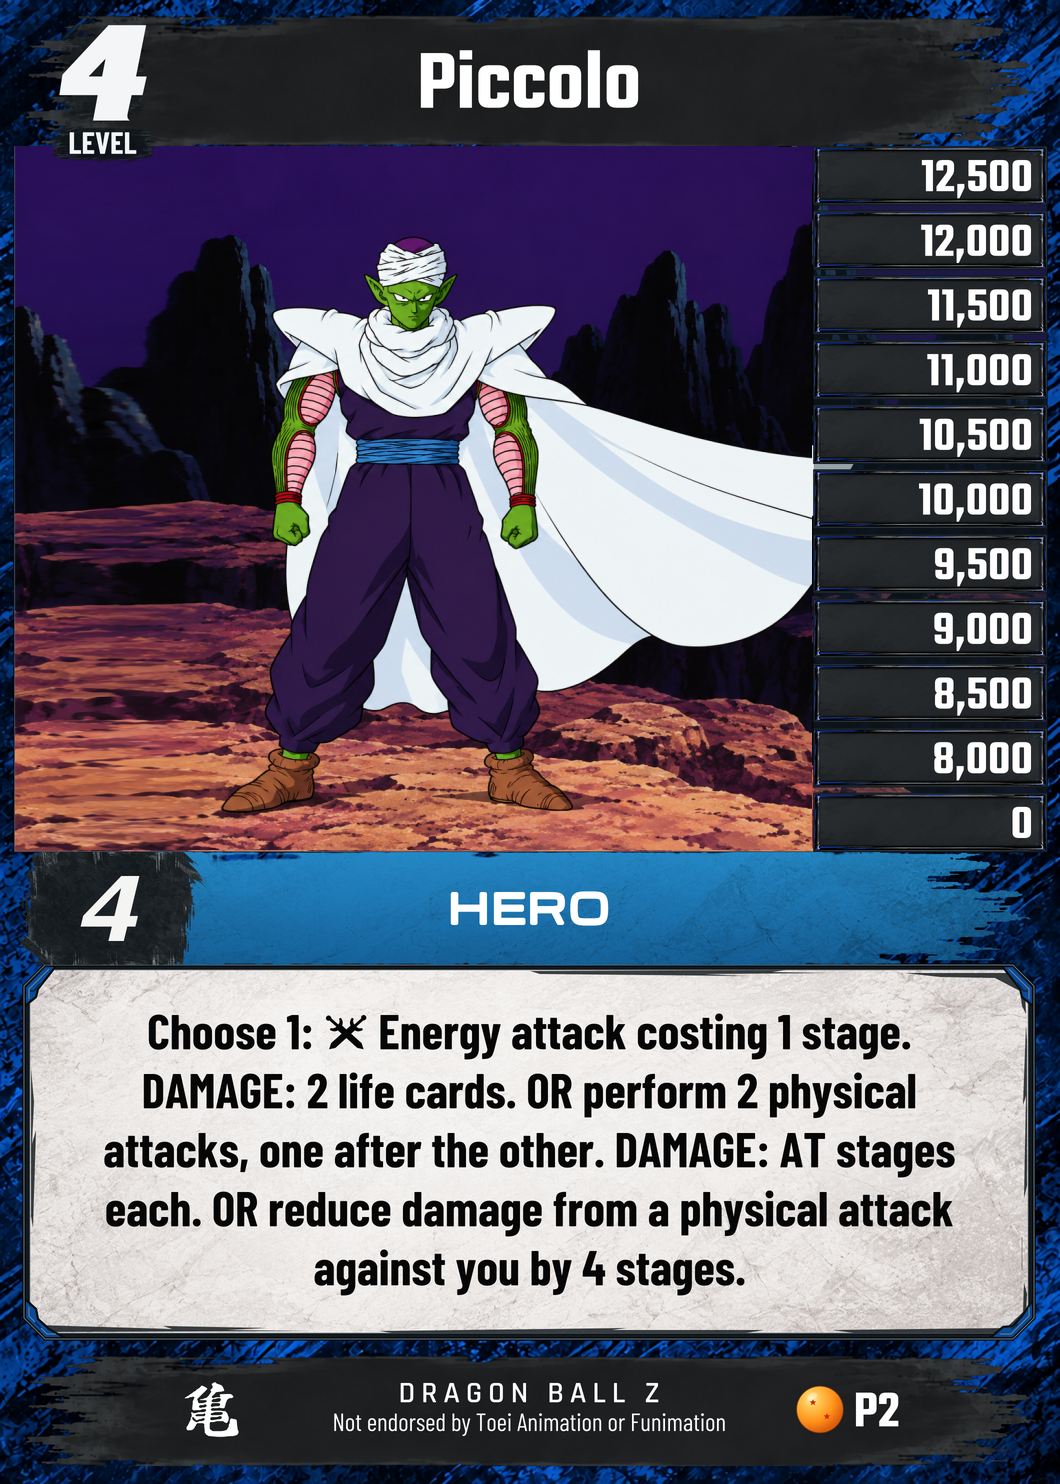 4
LEVEL
Piccolo
12,500
12,000
11,500
11,000
10,500
10,000
9,500
9,000
8,500
8,000
0
4
HERO
Choose 1: Energy attack costing 1 stage.
DAMAGE: 2 life cards. OR perform 2 physical
attacks, one after the other. DAMAGE: AT stages
each. OR reduce damage from a physical attack
against you by 4 stages.
亀
DRAGON BALL Z
Not endorsed by Toei Animation or Funimation
P2